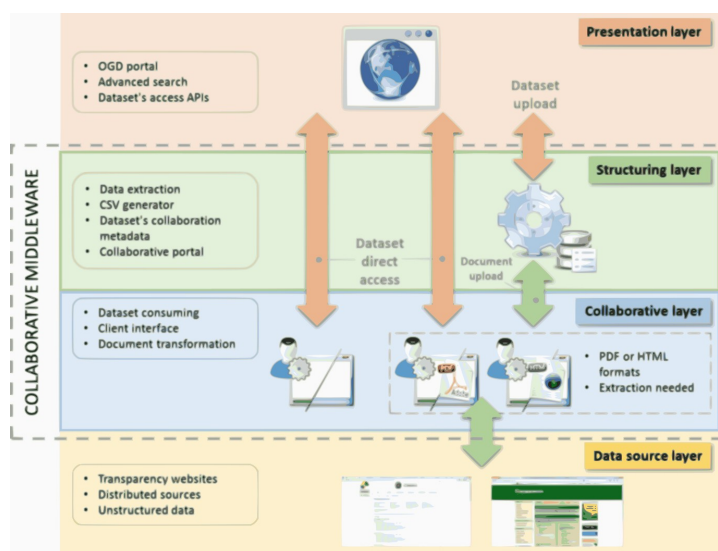 Presentation layer
• OGD portal
• Advanced search
• Dataset's access APIs
Dataset
upload
COLLABORATIVE MIDDLEWARE
Structuring layer
• Data extraction
• CSV generator
• Dataset's collaboration
metadata
• Collaborative portal
Dataset
direct
access
Document
upload
Collaborative layer
• Dataset consuming
• Client interface
• Document transformation
PDF
Adobe
HTML
• PDF or HTML
formats
• Extraction needed
Data source layer
• Transparency websites
• Distributed sources
• Unstructured data